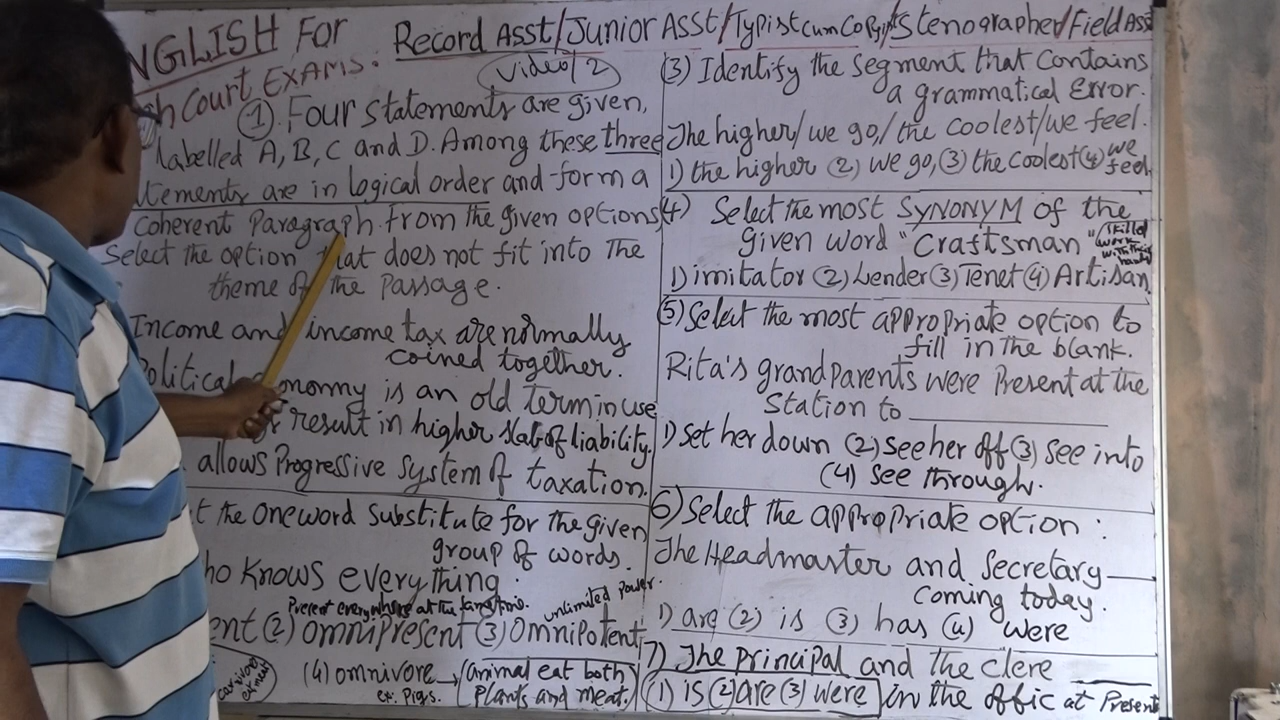 NGLISH FOR Record Asst/Junior Asst/Typist cum Copyist/Stenographer/Field Asst
Court EXAMS. Video/2
(1) Four statements are given,
labelled A, B, C and D. Among these three
tements are in logical order and form a
Coherent Paragraph from the given options
Select the option that does not fit into the
theme of the Passage.
Income and income tax are normally
coined together.
Political onomy is an old term in use
result in higher slab of liability.
allows Progressive system of taxation.
t the oneword substitute for the given
group of words.
ho knows everything.
Present everywhere at the same time. unlimited power.
ent (2) omnipresent (3) omnipotent
(4) omnivore → (animal eat both
ex. Pigs. Plants and meat.)
(3) Identify the segment that contains
a grammatical Error.
The higher/we go,/the coolest/we feel.
1) the higher (2) we go, (3) the coolest (4) we feel
(4) Select the most SYNONYM of the
given word "Craftsman" (skilled work with their hands)
1) imitator (2) Lender (3) Tenet (4) Artisan
(5) Select the most appropriate option to
fill in the blank.
Rita's grandparents were Present at the
Station to
1) set her down (2) see her off (3) see into
(4) see through.
6) Select the appropriate option:
The Headmaster and Secretary
coming today.
1) are (2) is (3) has (4) were
7) The principal and the clere
(1) is (2) are (3) were in the offic at Present